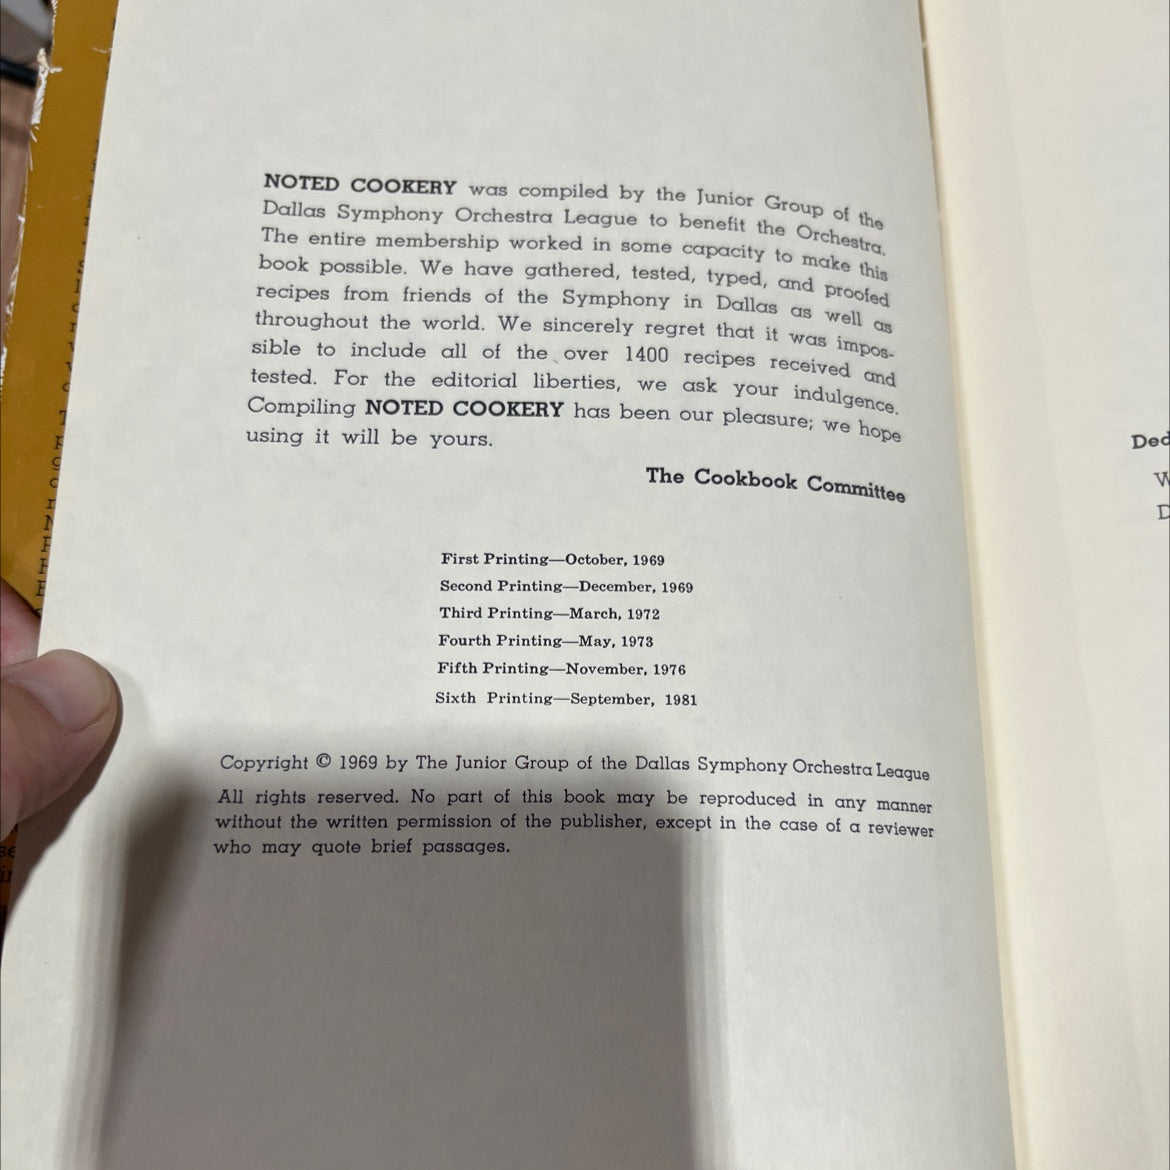 NOTED COOKERY was compiled by the Junior Group of the
Dallas Symphony Orchestra League to benefit the Orchestra.
The entire membership worked in some capacity to make this
book possible. We have gathered, tested, typed, and proofed
recipes from friends of the Symphony in Dallas as well as
throughout the world. We sincerely regret that it was impos-
sible to include all of the over 1400 recipes received and
tested. For the editorial liberties, we ask your indulgence.
Compiling NOTED COOKERY has been our pleasure; we hope
using it will be yours.
The Cookbook Committee
First Printing—October, 1969
Second Printing—December, 1969
Third Printing—March, 1972
Fourth Printing—May, 1973
Fifth Printing—November, 1976
Sixth Printing—September, 1981
Copyright © 1969 by The Junior Group of the Dallas Symphony Orchestra League
All rights reserved. No part of this book may be reproduced in any manner
without the written permission of the publisher, except in the case of a reviewer
who may quote brief passages.
Ded
W
D